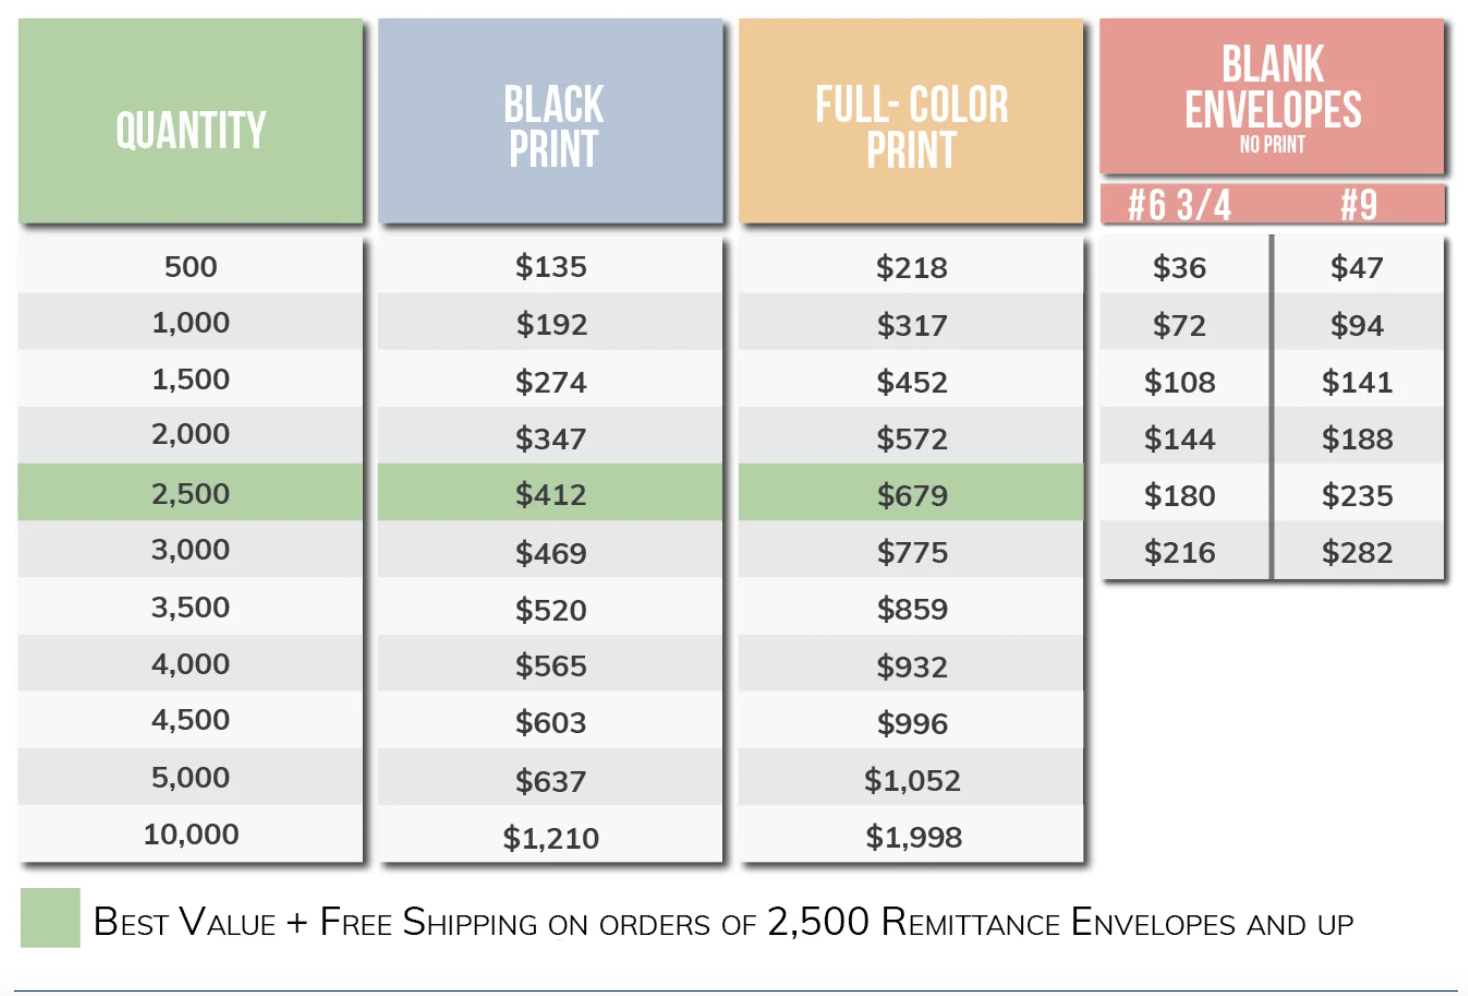 QUANTITY
BLACK
PRINT
FULL- COLOR
PRINT
BLANK
ENVELOPES
NO PRINT
#6 3/4 #9
500 $135 $218 $36 $47
1,000 $192 $317 $72 $94
1,500 $274 $452 $108 $141
2,000 $347 $572 $144 $188
2,500 $412 $679 $180 $235
3,000 $469 $775 $216 $282
3,500 $520 $859
4,000 $565 $932
4,500 $603 $996
5,000 $637 $1,052
10,000 $1,210 $1,998
Best Value + Free Shipping on orders of 2,500 Remittance Envelopes and up